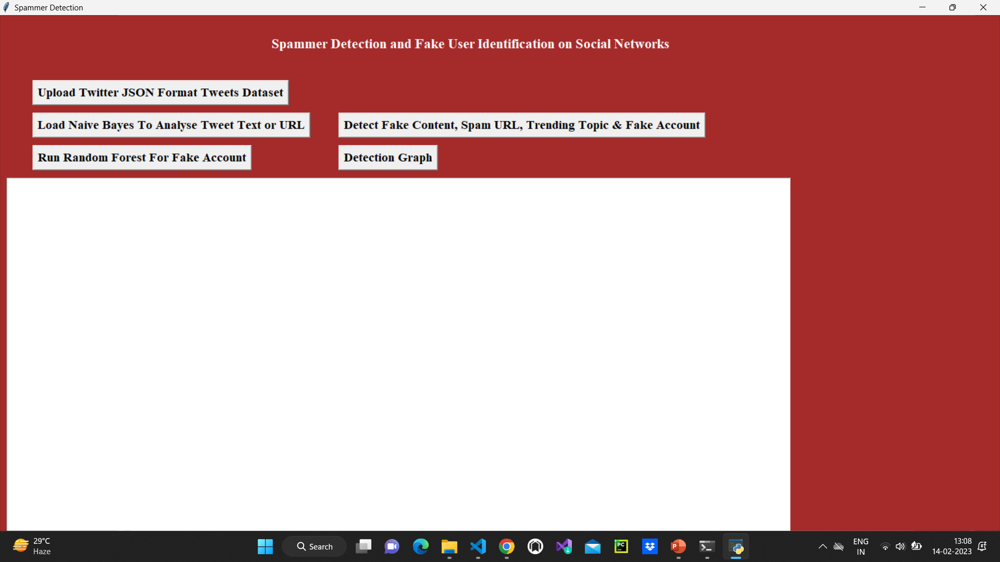 Spammer Detection
Spammer Detection and Fake User Identification on Social Networks
Upload Twitter JSON Format Tweets Dataset
Load Naive Bayes To Analyse Tweet Text or URL
Detect Fake Content, Spam URL, Trending Topic & Fake Account
Run Random Forest For Fake Account
Detection Graph
29°C
Haze
Search
PC
P
ENG
IN
13:08
14-02-2023